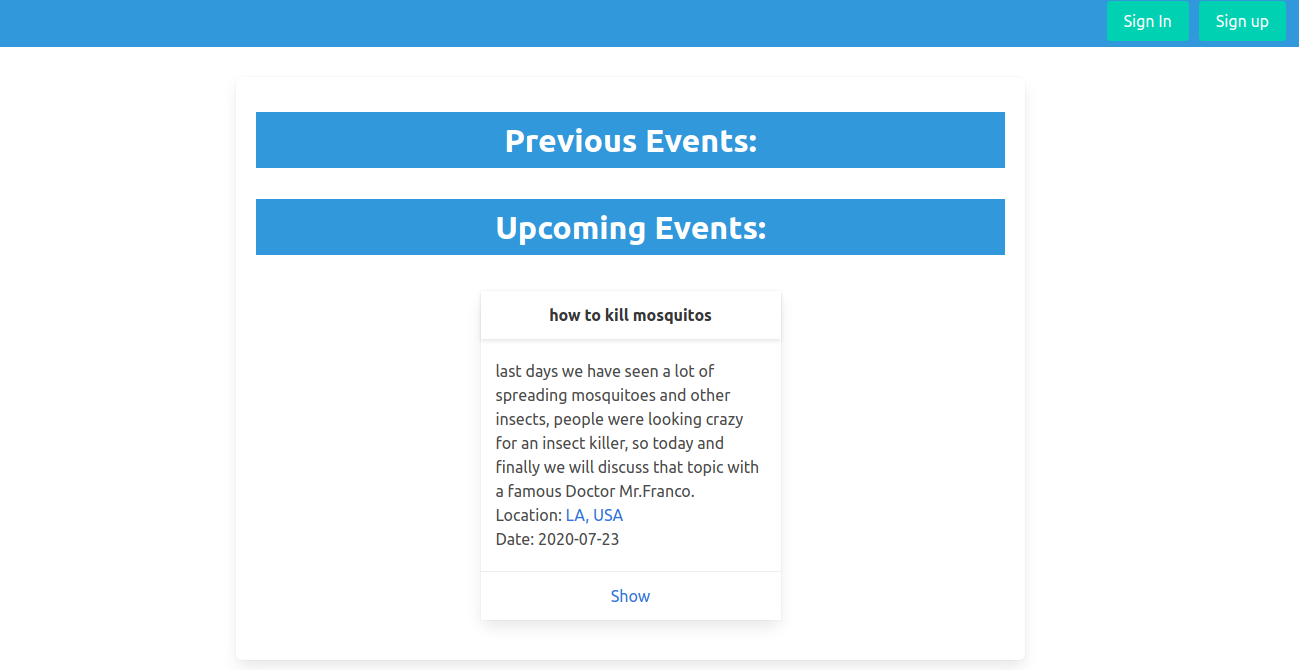 Sign In
Sign up
Previous Events:
Upcoming Events:
how to kill mosquitos
last days we have seen a lot of
spreading mosquitoes and other
insects, people were looking crazy
for an insect killer, so today and
finally we will discuss that topic with
a famous Doctor Mr.Franco.
Location: LA, USA
Date: 2020-07-23
Show